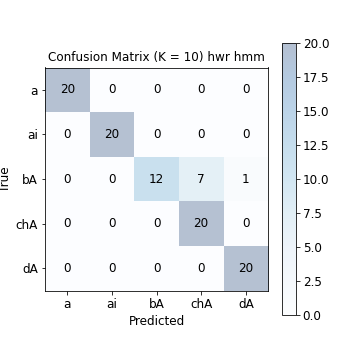 Confusion Matrix (K = 10) hwr hmm
True
a 20 0 0 0 0
ai 0 20 0 0 0
bA 0 0 12 7 1
chA 0 0 0 20 0
dA 0 0 0 0 20
a ai bA chA dA
Predicted
20.0
17.5
15.0
12.5
10.0
7.5
5.0
2.5
0.0